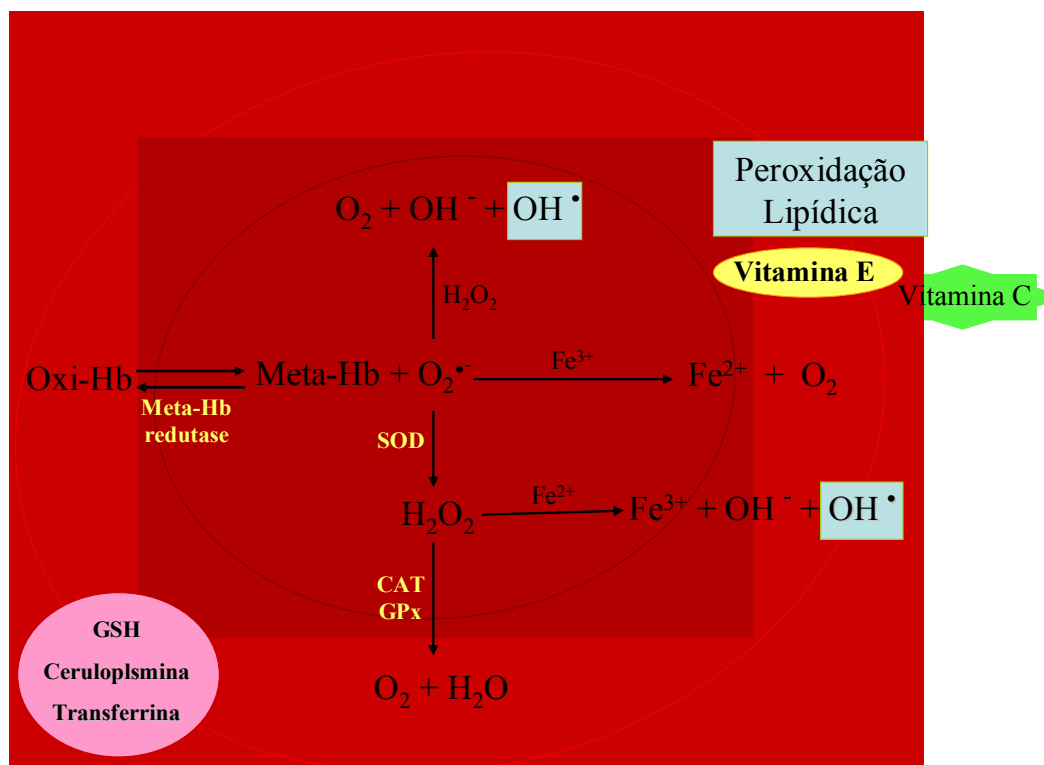 Peroxidação
Lipídica
O₂ + OH ⁻ + OH •
Vitamina E
Vitamina C
H₂O₂
Oxi-Hb
Meta-Hb + O₂•⁻
Fe³⁺
Fe²⁺ + O₂
Meta-Hb
redutase
SOD
H₂O₂
Fe²⁺
Fe³⁺ + OH ⁻ + OH •
CAT
GPx
GSH
Ceruloplsmina
Transferrina
O₂ + H₂O